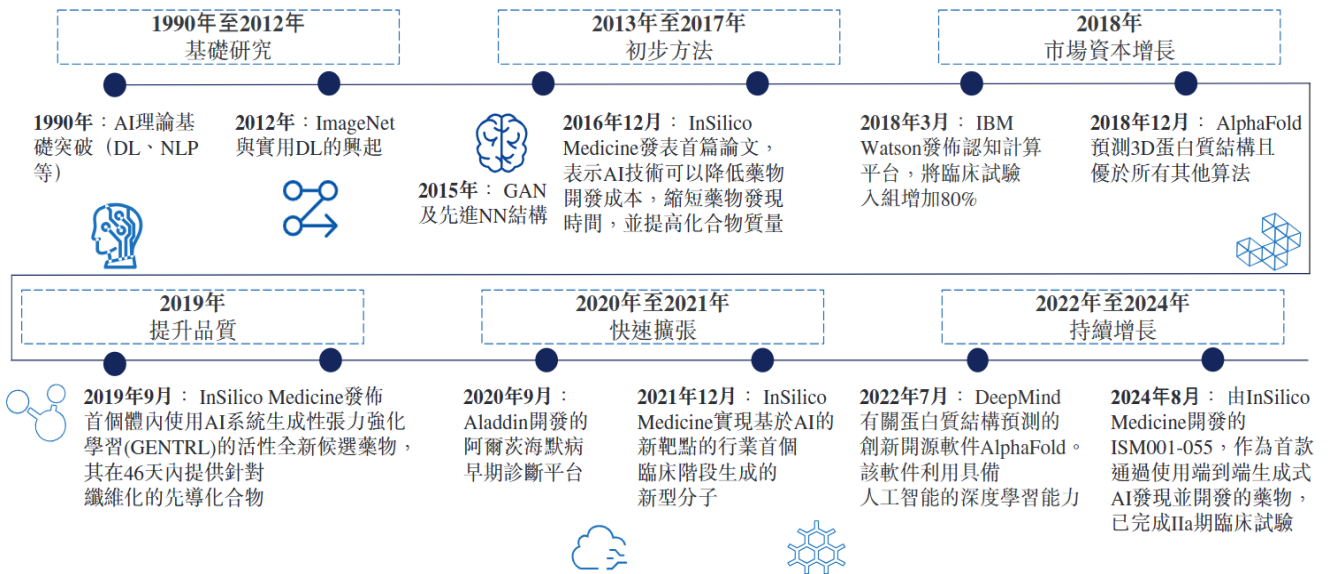 1990年至2012年
基礎研究
2013年至2017年
初步方法
2018年
市場資本增長
1990年：AI理論基
礎突破（DL、NLP
等）
2012年：ImageNet
與實用DL的興起
2015年： GAN
及先進NN結構
2016年12月： InSilico
Medicine發表首篇論文，
表示AI技術可以降低藥物
開發成本，縮短藥物發現
時間，並提高化合物質量
2018年3月： IBM
Watson發佈認知計算
平台，將臨床試驗
入組增加80%
2018年12月： AlphaFold
預測3D蛋白質結構且
優於所有其他算法
2019年
提升品質
2020年至2021年
快速擴張
2022年至2024年
持續增長
2019年9月： InSilico Medicine發佈
首個體內使用AI系統生成性張力強化
學習(GENTRL)的活性全新候選藥物，
其在46天內提供針對
纖維化的先導化合物
2020年9月：
Aladdin開發的
阿爾茨海默病
早期診斷平台
2021年12月： InSilico
Medicine實現基於AI的
新靶點的行業首個
臨床階段生成的
新型分子
2022年7月： DeepMind
有關蛋白質結構預測的
創新開源軟件AlphaFold。
該軟件利用具備
人工智能的深度學習能力
2024年8月： 由InSilico
Medicine開發的
ISM001-055，作為首款
通過使用端到端生成式
AI發現並開發的藥物，
已完成IIa期臨床試驗